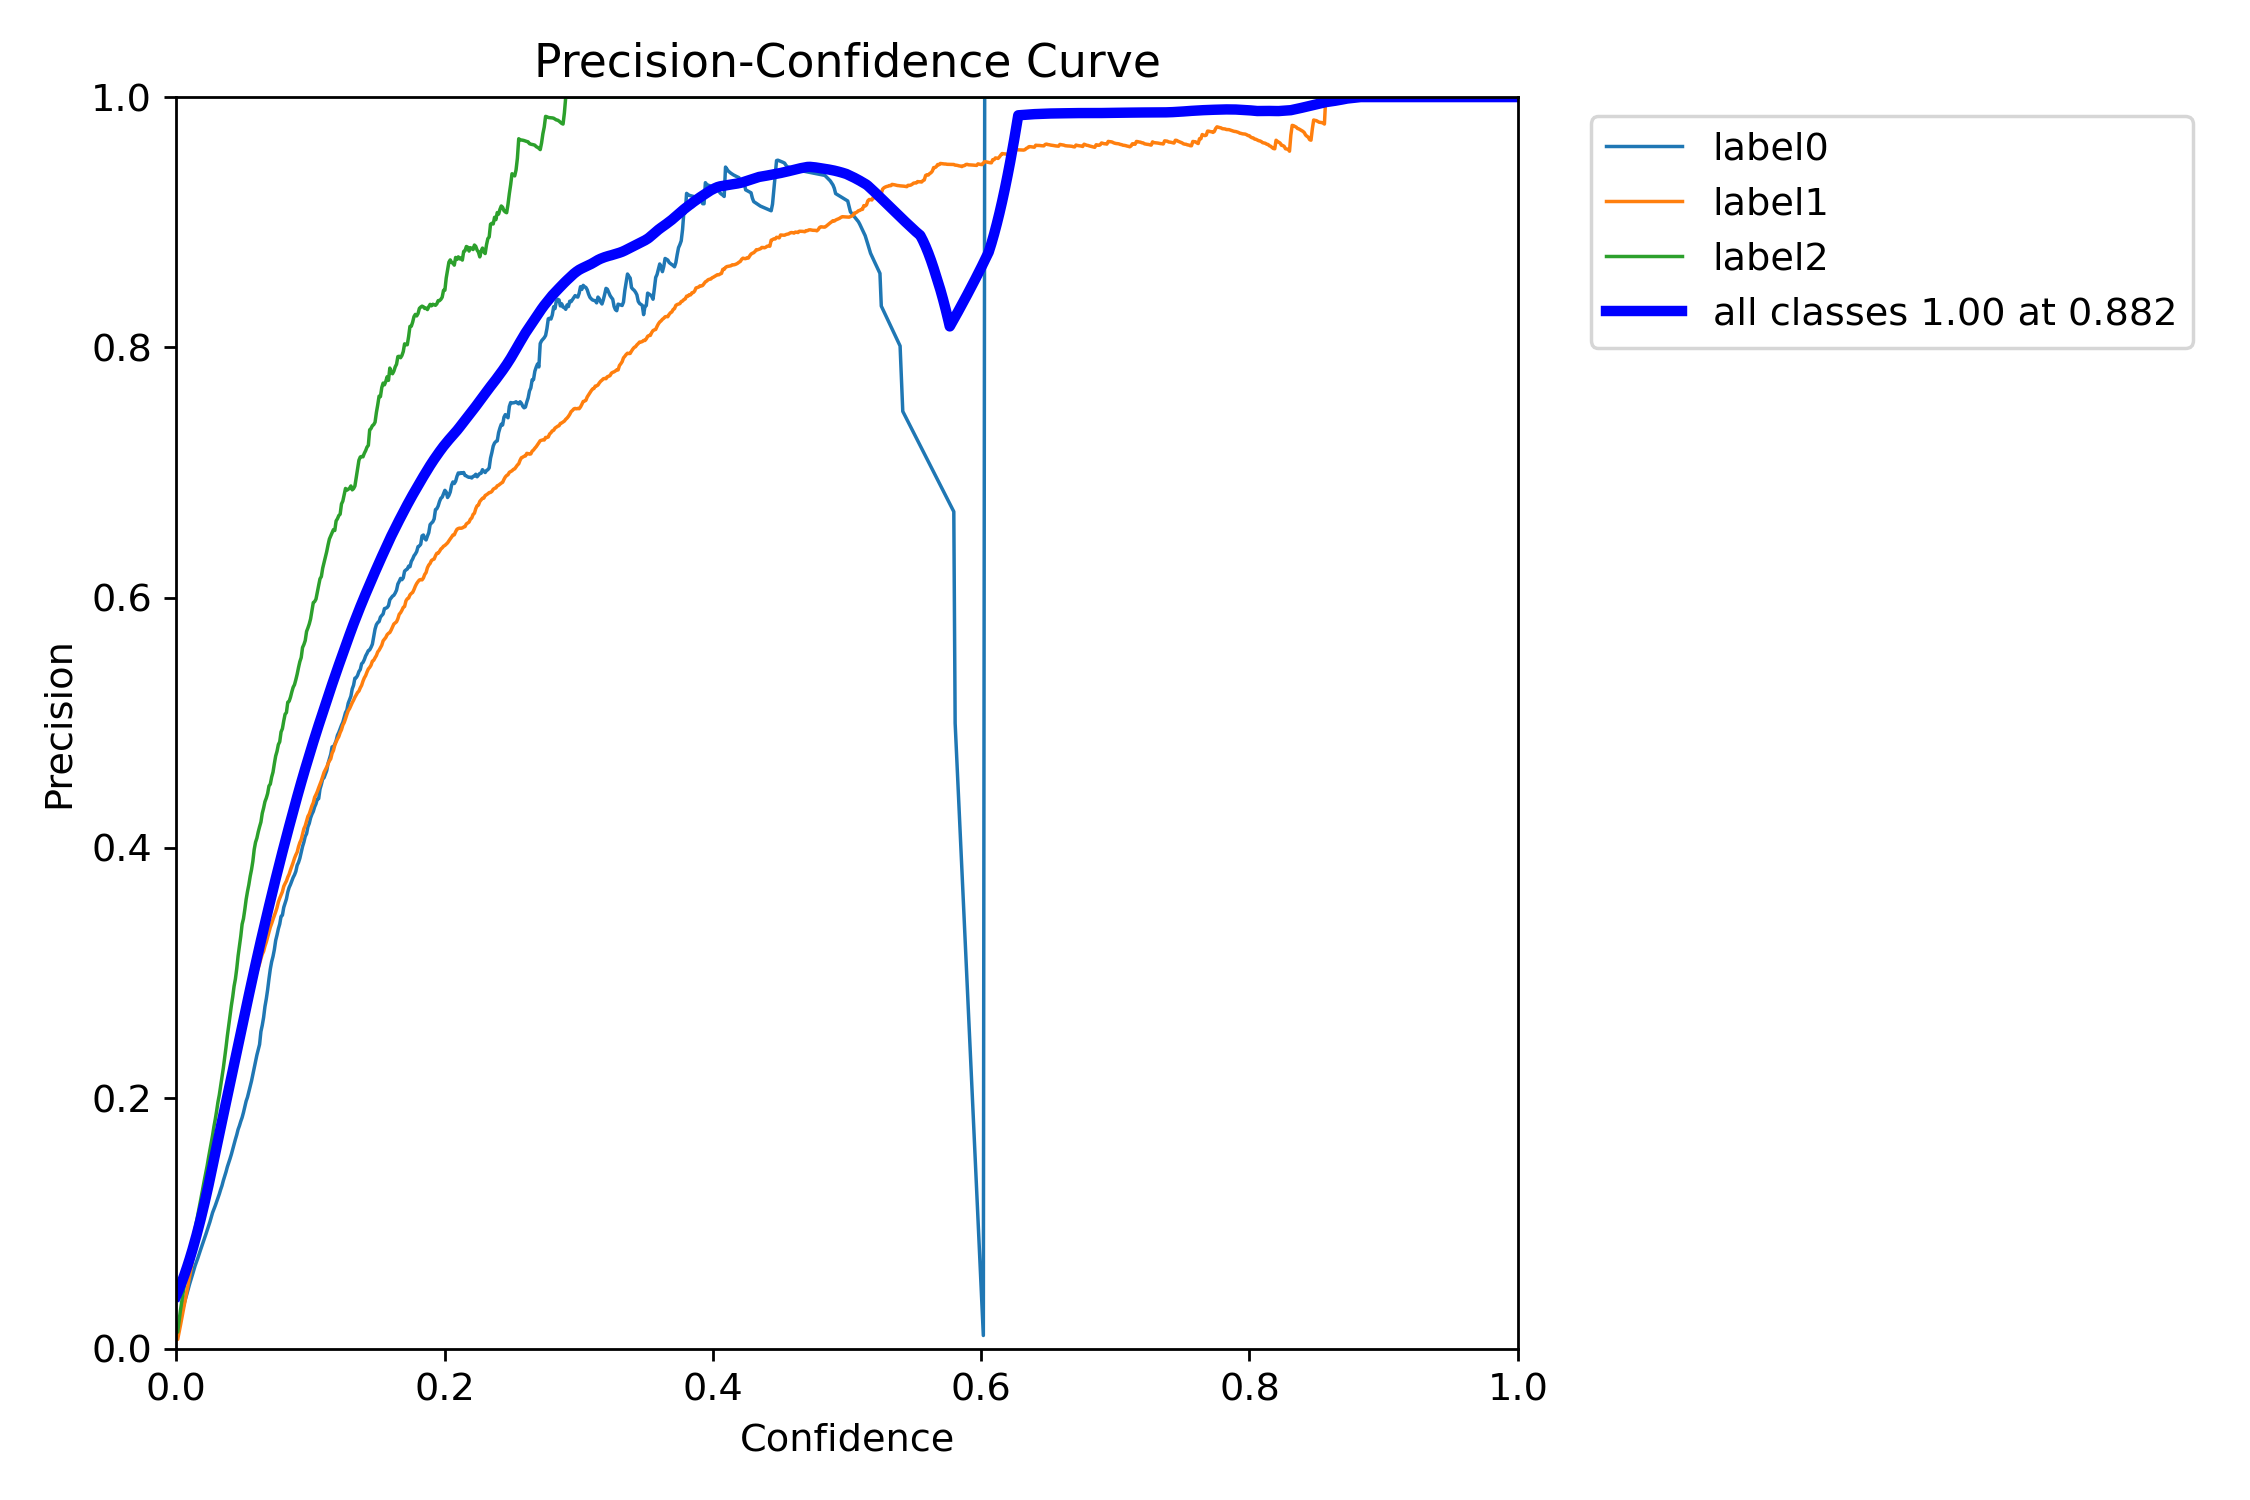 Precision-Confidence Curve
1.0
0.8
0.6
0.4
0.2
0.0
Precision
0.0 0.2 0.4 0.6 0.8 1.0
Confidence
label0
label1
label2
all classes 1.00 at 0.882